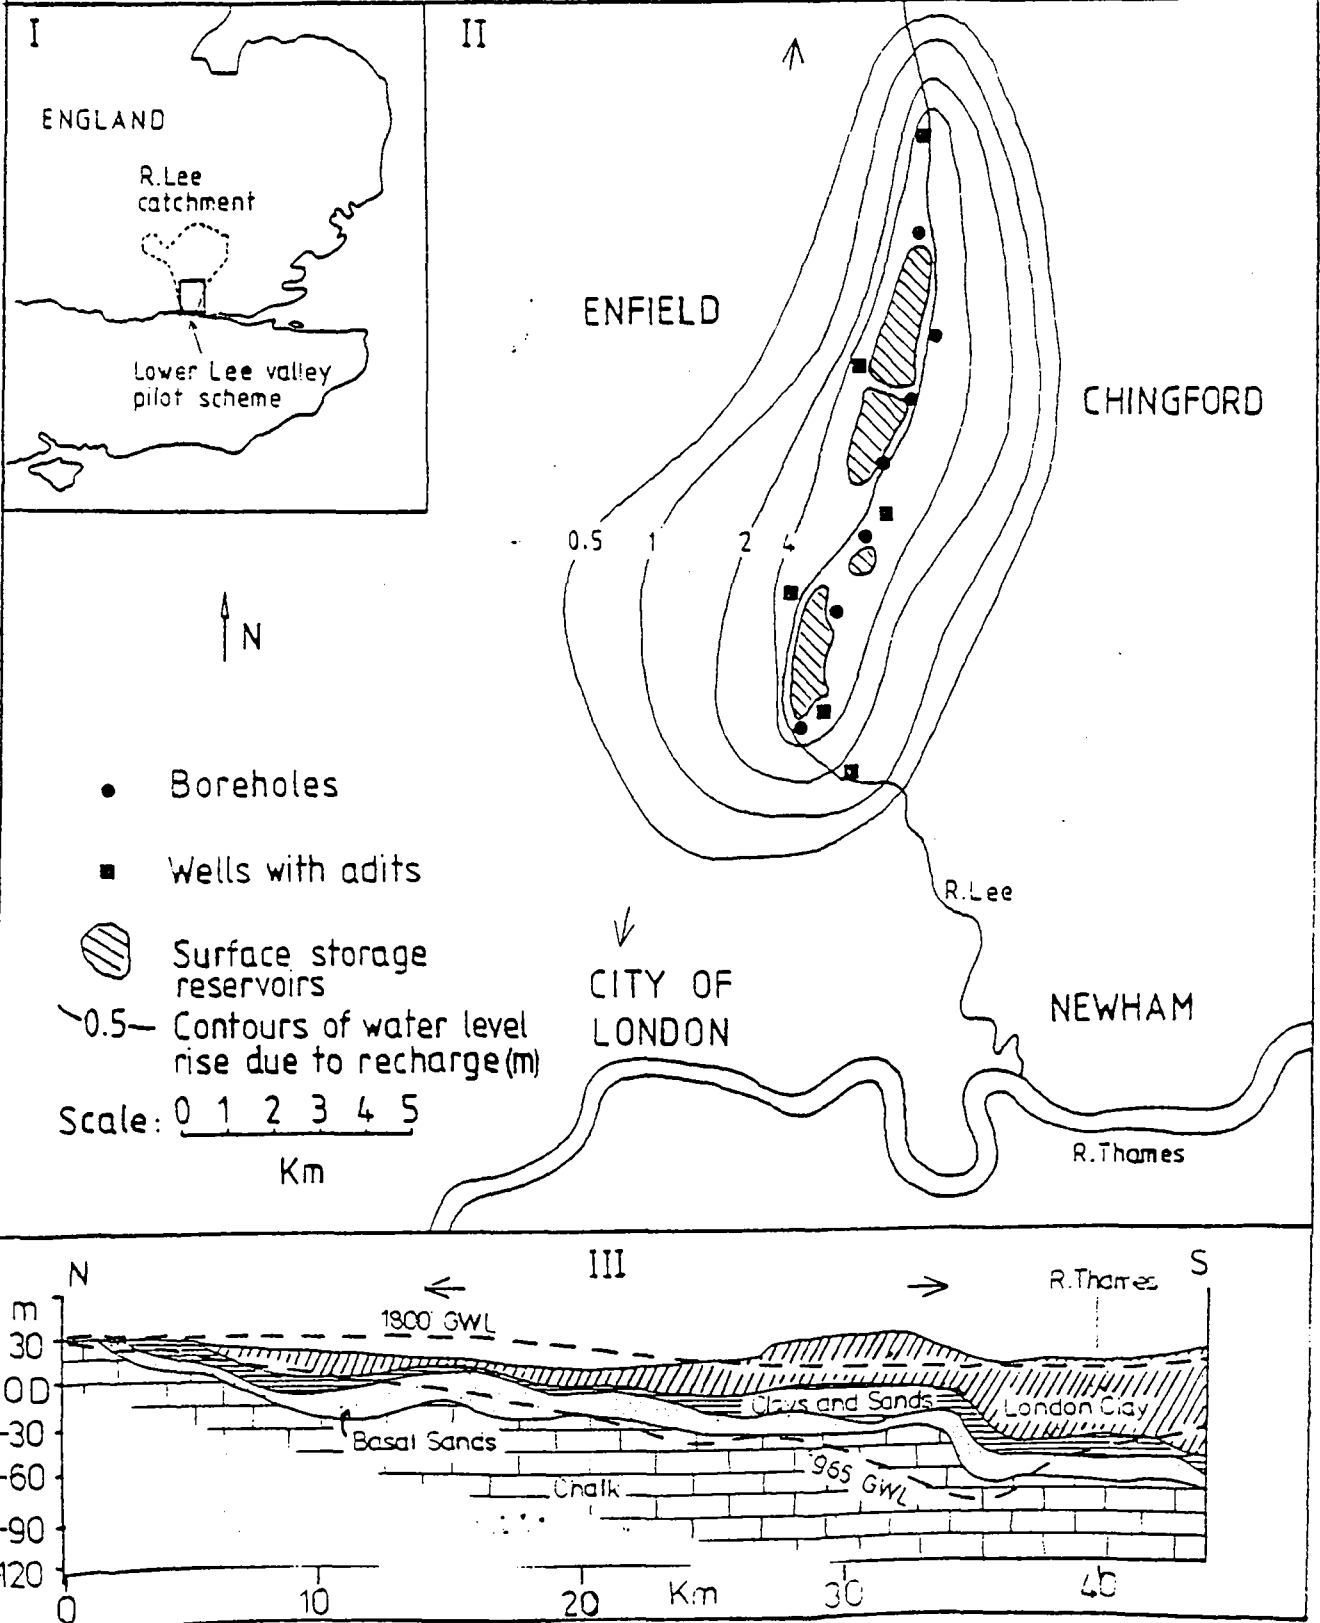 I
ENGLAND
R.Lee
catchment
Lower Lee valley
pilot scheme
II
ENFIELD
CHINGFORD
0.5
1
2
4
N
Boreholes
Wells with adits
Surface storage
reservoirs
0.5
Contours of water level
rise due to recharge(m)
Scale: 0 1 2 3 4 5
Km
R.Lee
CITY OF
LONDON
NEWHAM
R.Thames
III
N
S
R.Thames
m
30
OD
-30
-60
-90
-120
1800 GWL
Clays and Sands
London Clay
Basal Sands
965 GWL
Chalk
0
10
20
Km
30
40